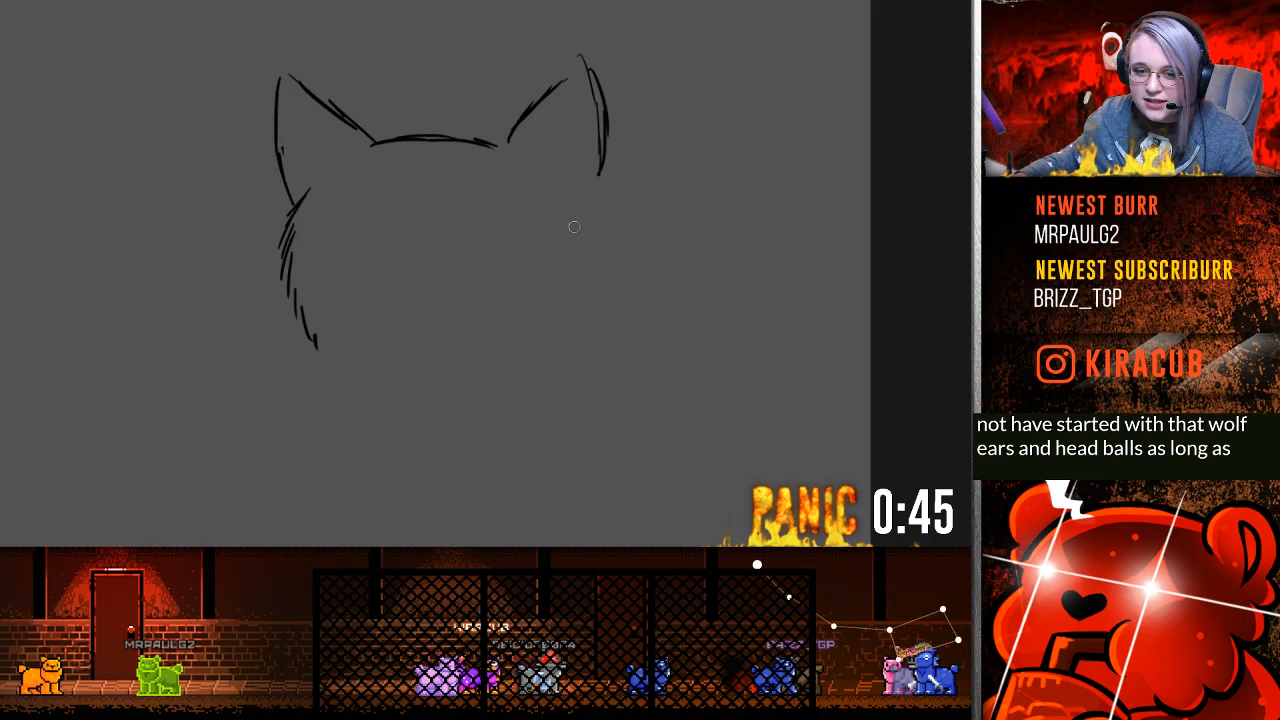 NEWEST BURR
MRPAULG2
NEWEST SUBSCRIBURR
BRIZZ_TGP
KIRACUB
not have started with that wolf
ears and head balls as long as
PANIC 0:45
MRPAULG2